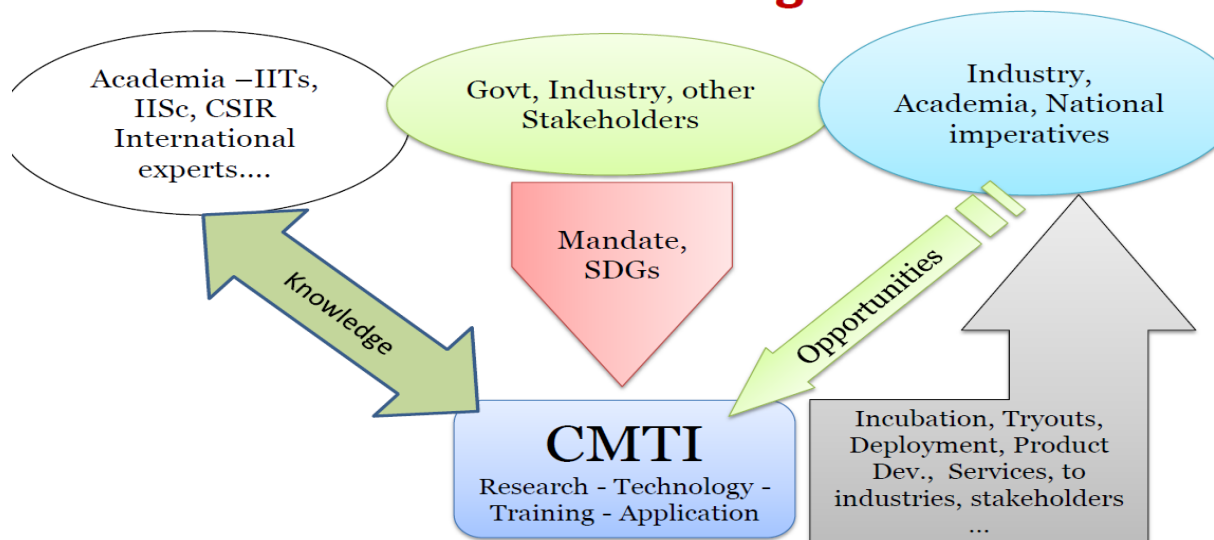 Academia –IITs,
IISc, CSIR
International
experts....
Govt, Industry, other
Stakeholders
Industry,
Academia, National
imperatives
Knowledge
Mandate,
SDGs
Opportunities
CMTI
Research - Technology -
Training - Application
Incubation, Tryouts,
Deployment, Product
Dev., Services, to
industries, stakeholders
...